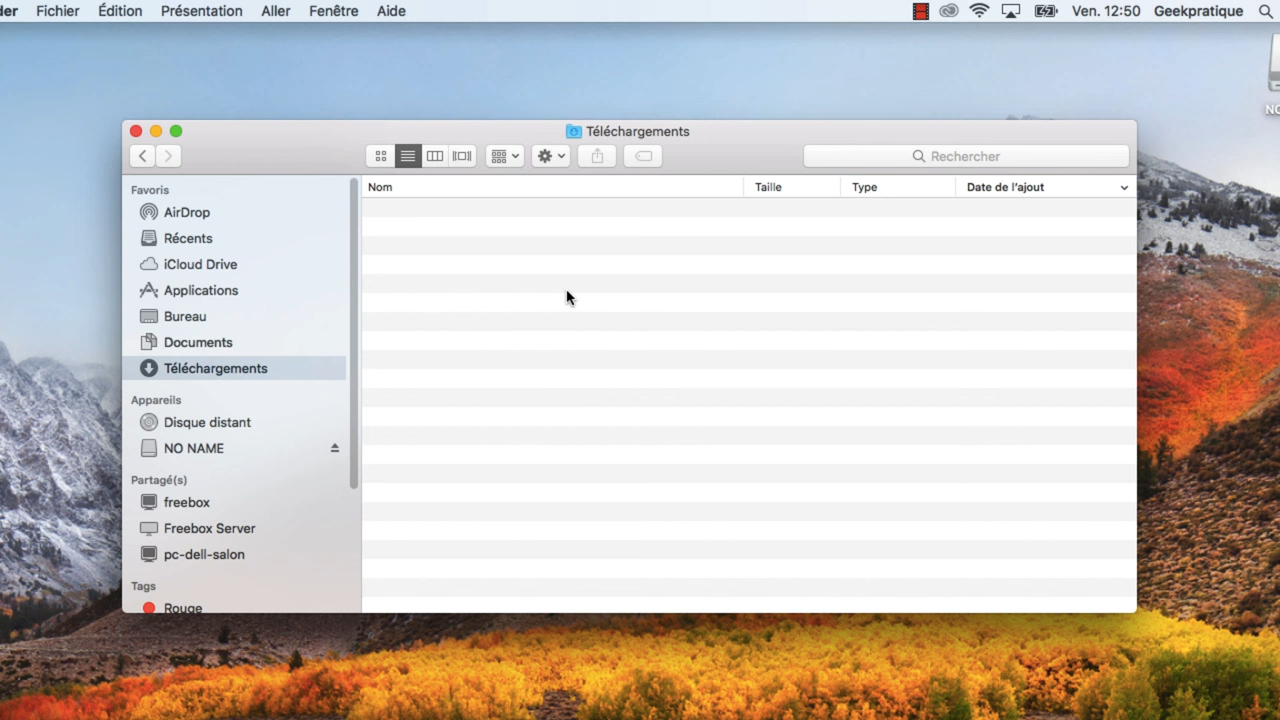 der Fichier Édition Présentation Aller Fenêtre Aide Ven. 12:50 Geekpratique
NO
Téléchargements
Rechercher
Favoris
AirDrop
Récents
iCloud Drive
Applications
Bureau
Documents
Téléchargements
Appareils
Disque distant
NO NAME
Partagé(s)
freebox
Freebox Server
pc-dell-salon
Tags
Rouge
Nom Taille Type Date de l'ajout